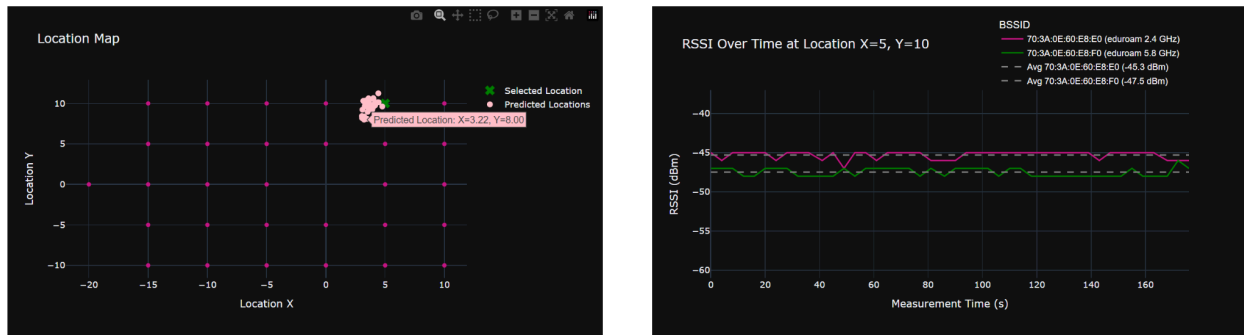 Location Map
Selected Location
Predicted Locations
Predicted Location: X=3.22, Y=8.00
10
5
0
−5
−10
Location Y
−20
−15
−10
−5
0
5
10
Location X
BSSID
RSSI Over Time at Location X=5, Y=10
70:3A:0E:60:E8:E0 (eduroam 2.4 GHz)
70:3A:0E:60:E8:F0 (eduroam 5.8 GHz)
Avg 70:3A:0E:60:E8:E0 (-45.3 dBm)
Avg 70:3A:0E:60:E8:F0 (-47.5 dBm)
−40
−45
−50
−55
−60
RSSI (dBm)
0
20
40
60
80
100
120
140
160
Measurement Time (s)